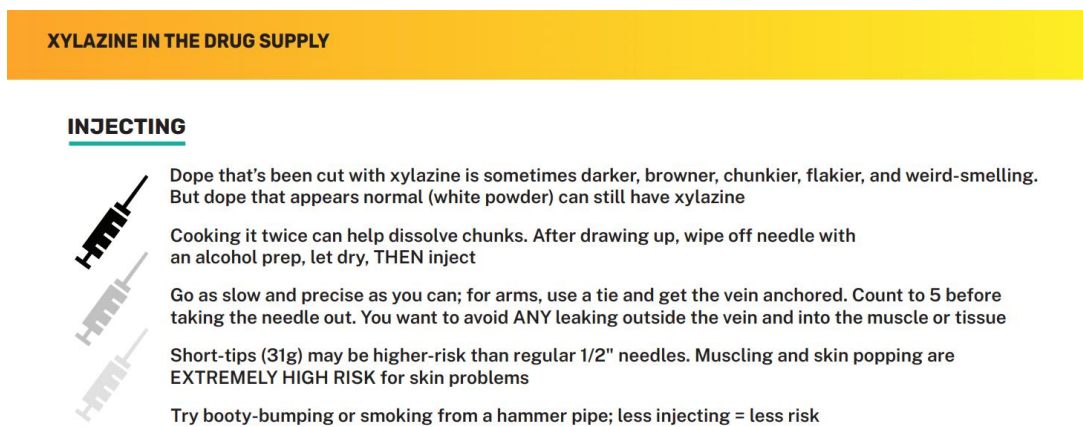 XYLAZINE IN THE DRUG SUPPLY
INJECTING
Dope that's been cut with xylazine is sometimes darker, browner, chunkier, flakier, and weird-smelling.
But dope that appears normal (white powder) can still have xylazine
Cooking it twice can help dissolve chunks. After drawing up, wipe off needle with
an alcohol prep, let dry, THEN inject
Go as slow and precise as you can; for arms, use a tie and get the vein anchored. Count to 5 before
taking the needle out. You want to avoid ANY leaking outside the vein and into the muscle or tissue
Short-tips (31g) may be higher-risk than regular 1/2" needles. Muscling and skin popping are
EXTREMELY HIGH RISK for skin problems
Try booty-bumping or smoking from a hammer pipe; less injecting = less risk